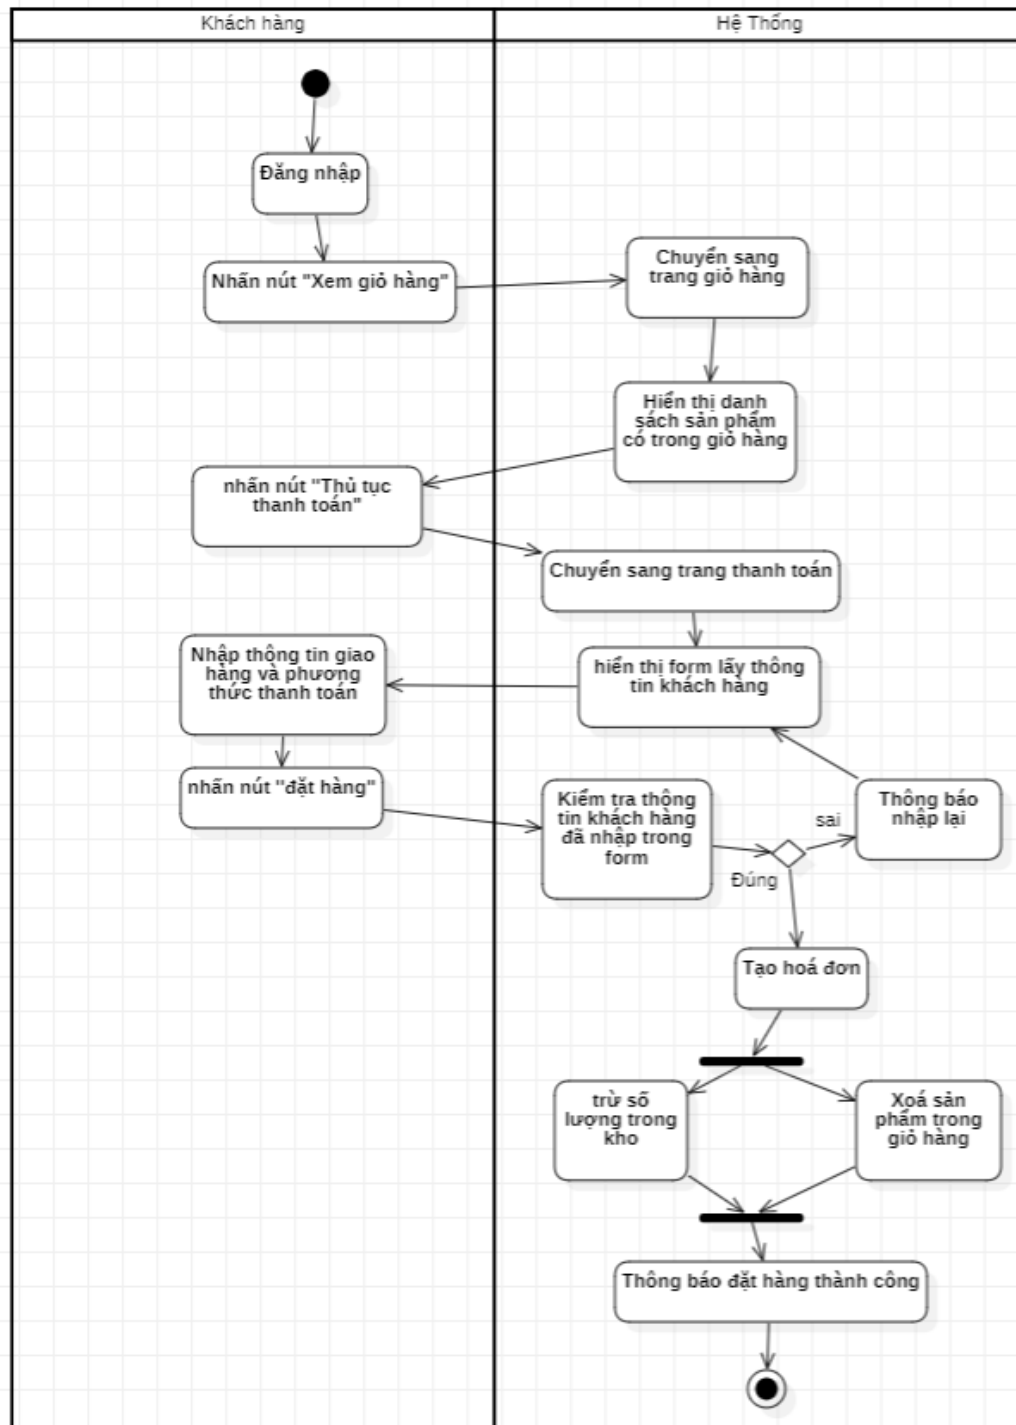 Khách hàng
Hệ Thống
Đăng nhập
Nhấn nút "Xem giỏ hàng"
Chuyển sang
trang giỏ hàng
Hiển thị danh
sách sản phẩm
có trong giỏ hàng
nhấn nút "Thủ tục
thanh toán"
Chuyển sang trang thanh toán
hiển thị form lấy thông
tin khách hàng
Nhập thộng tin giao
hàng và phương
thức thanh toán
nhấn nút "đặt hàng"
Kiểm tra thộng
tin khách hàng
đã nhập trong
form
sai
Thông báo
nhập lại
Đúng
Tạo hoá đơn
trừ số
lượng trong
kho
Xoá sản
phẩm trong
giỏ hàng
Thông báo đặt hàng thành công